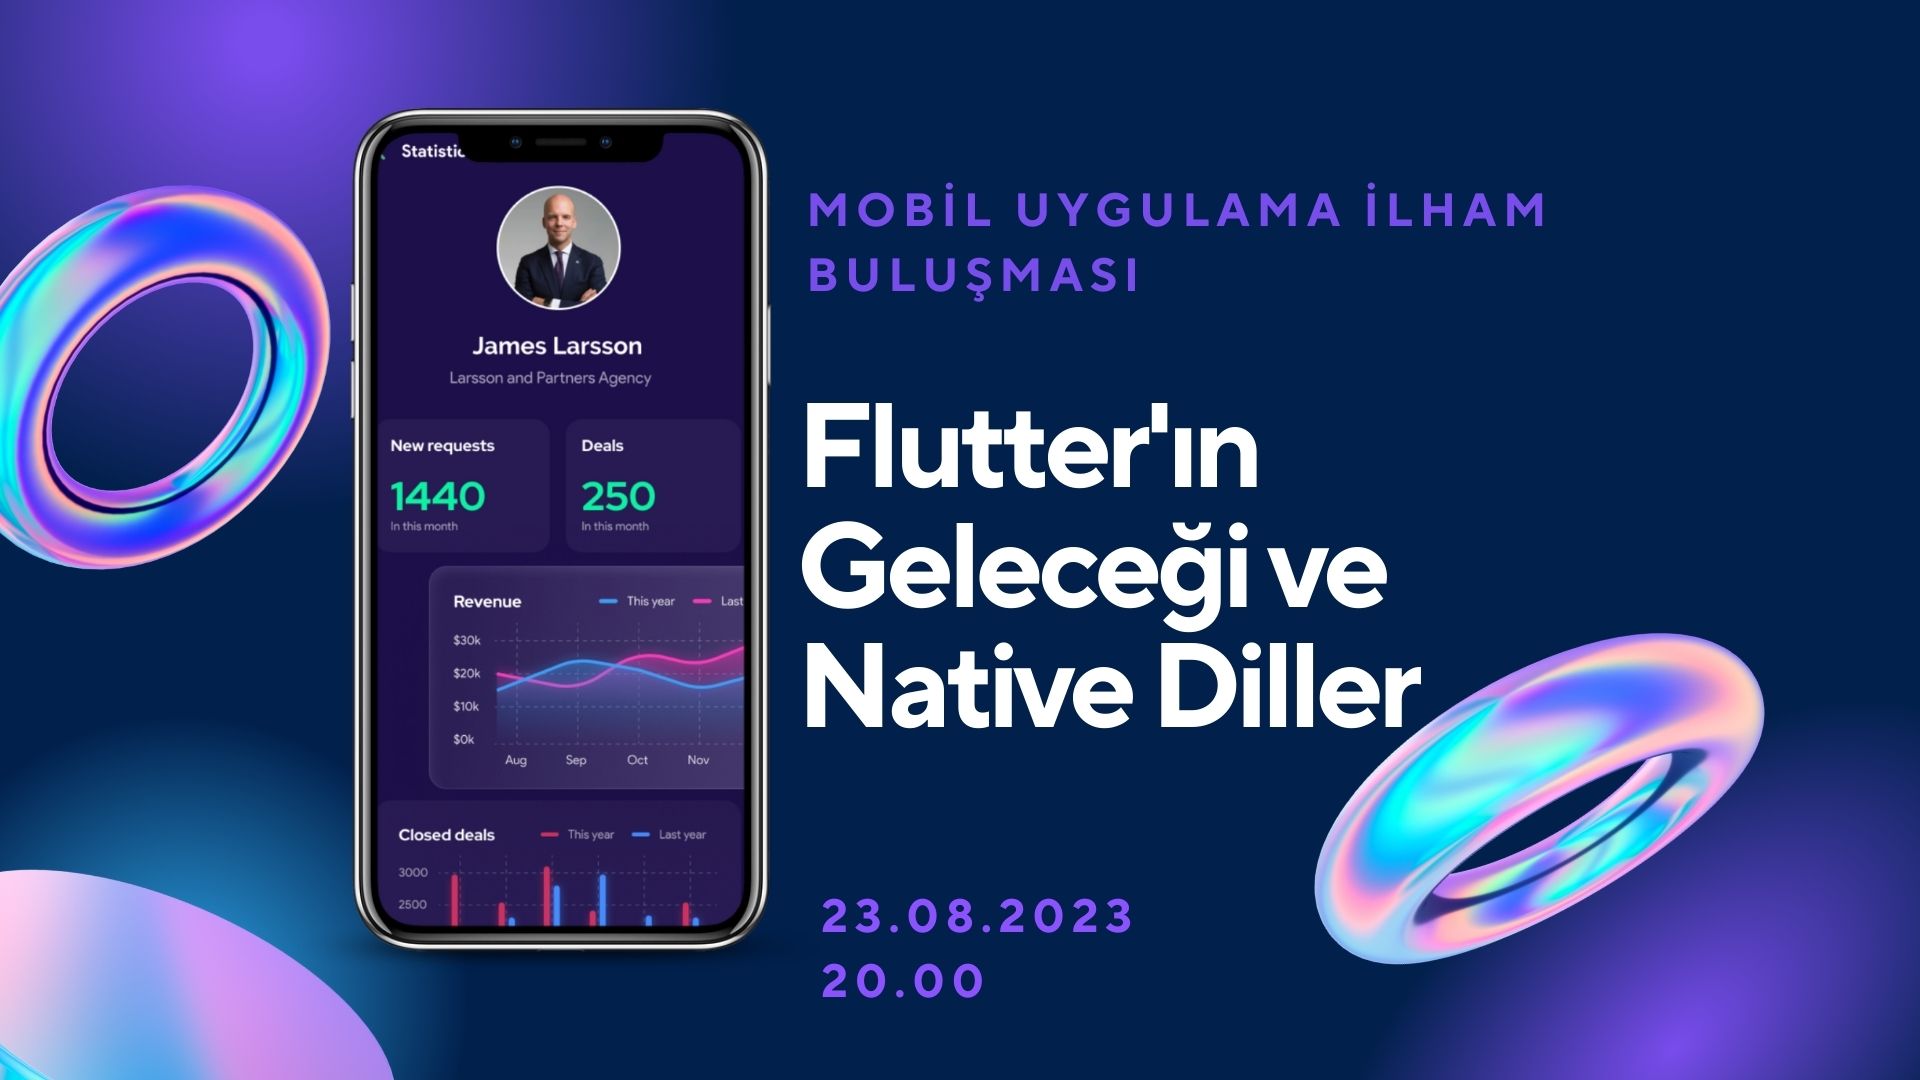 Statistic
James Larsson
Larsson and Partners Agency
New requests
1440
In this month
Deals
250
In this month
Revenue
This year
Last
$30k
$20k
$10k
$0k
Aug Sep Oct Nov
Closed deals
This year
Last year
3000
2500
MOBİL UYGULAMA İLHAM
BULUŞMASI
Flutter'ın
Geleceği ve
Native Diller
23.08.2023
20.00